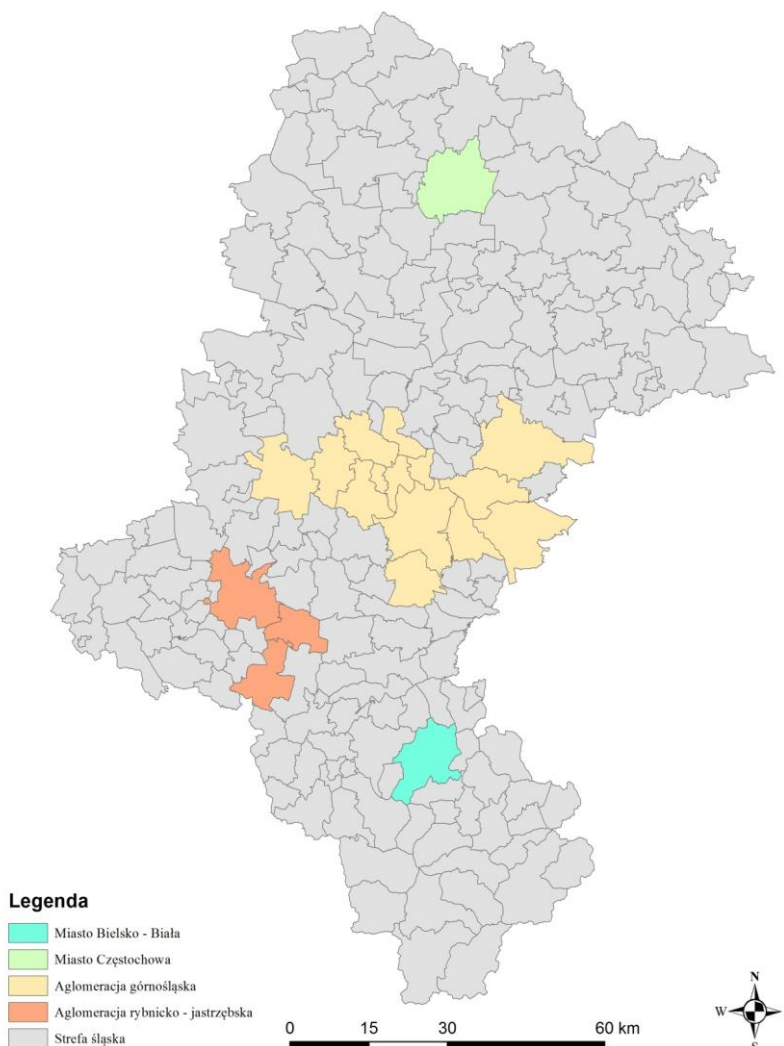 Legenda
Miasto Bielsko - Biała
Miasto Częstochowa
Aglomeracja górnośląska
Aglomeracja rybnicko - jastrzębska
Strefa śląska
0 15 30 60 km
N
W E
S